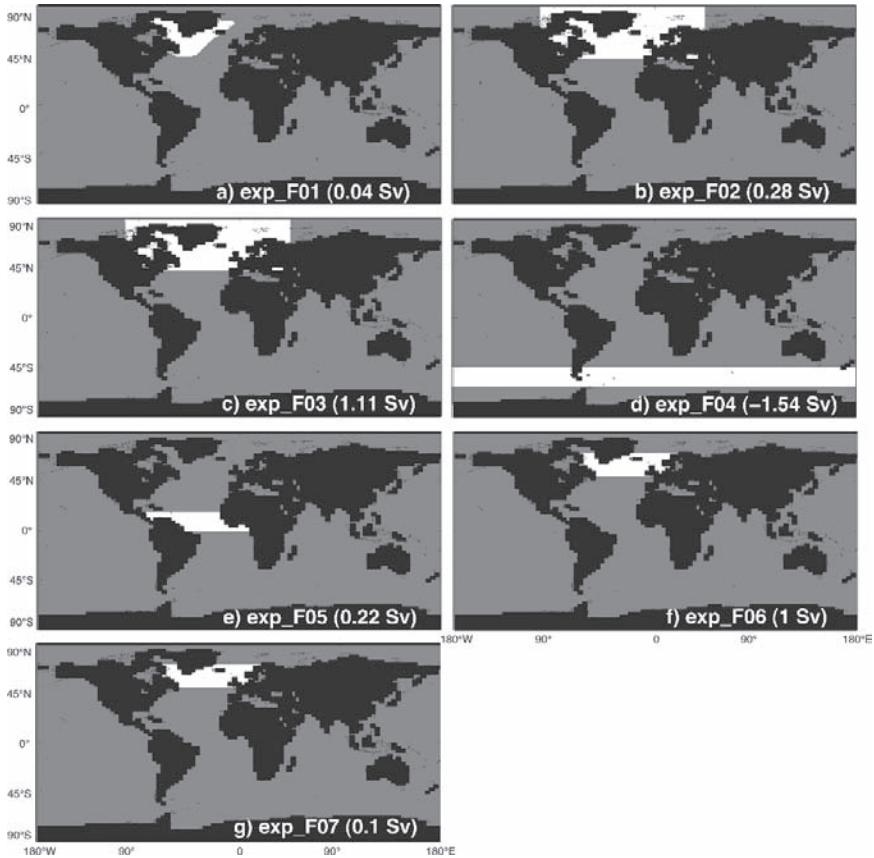 90°N
45°N
0°
45°S
90°S
a) exp_F01 (0.04 Sv)
b) exp_F02 (0.28 Sv)
90°N
45°N
0°
45°S
90°S
c) exp_F03 (1.11 Sv)
d) exp_F04 (−1.54 Sv)
90°N
45°N
0°
45°S
90°S
e) exp_F05 (0.22 Sv)
f) exp_F06 (1 Sv)
180°W 90° 0 90° 180°E
90°N
45°N
0°
45°S
90°S
g) exp_F07 (0.1 Sv)
180°W 90° 0 90° 180°E